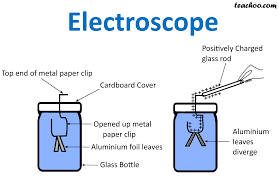 teachoo.com
Electroscope
Positively Charged
glass rod
Top end of metal paper clip
Cardboard Cover
Opened up metal
paper clip
Aluminium foil leaves
Glass Bottle
Aluminium
leaves
diverge